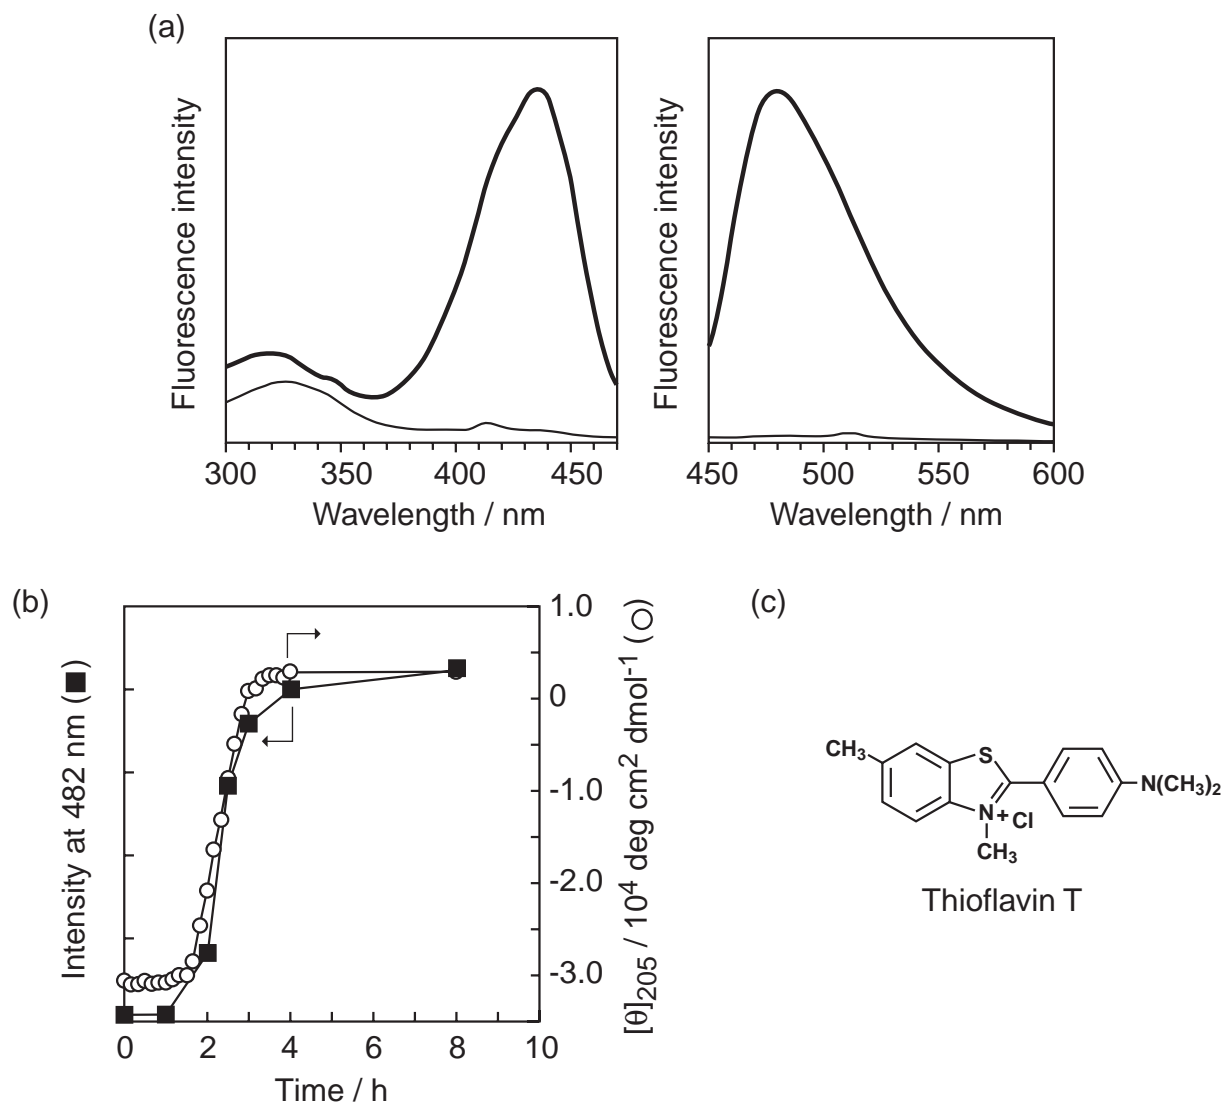 (a)
Fluorescence intensity
300 350 400 450
Wavelength / nm
Fluorescence intensity
450 500 550 600
Wavelength / nm
(b)
Intensity at 482 nm (■)
1.0
0
-1.0
-2.0
-3.0
[θ]205 / 10⁴ deg cm² dmol⁻¹ (○)
0 2 4 6 8 10
Time / h
(c)
CH₃
S
N(CH₃)₂
N+ Cl
CH₃
Thioflavin T